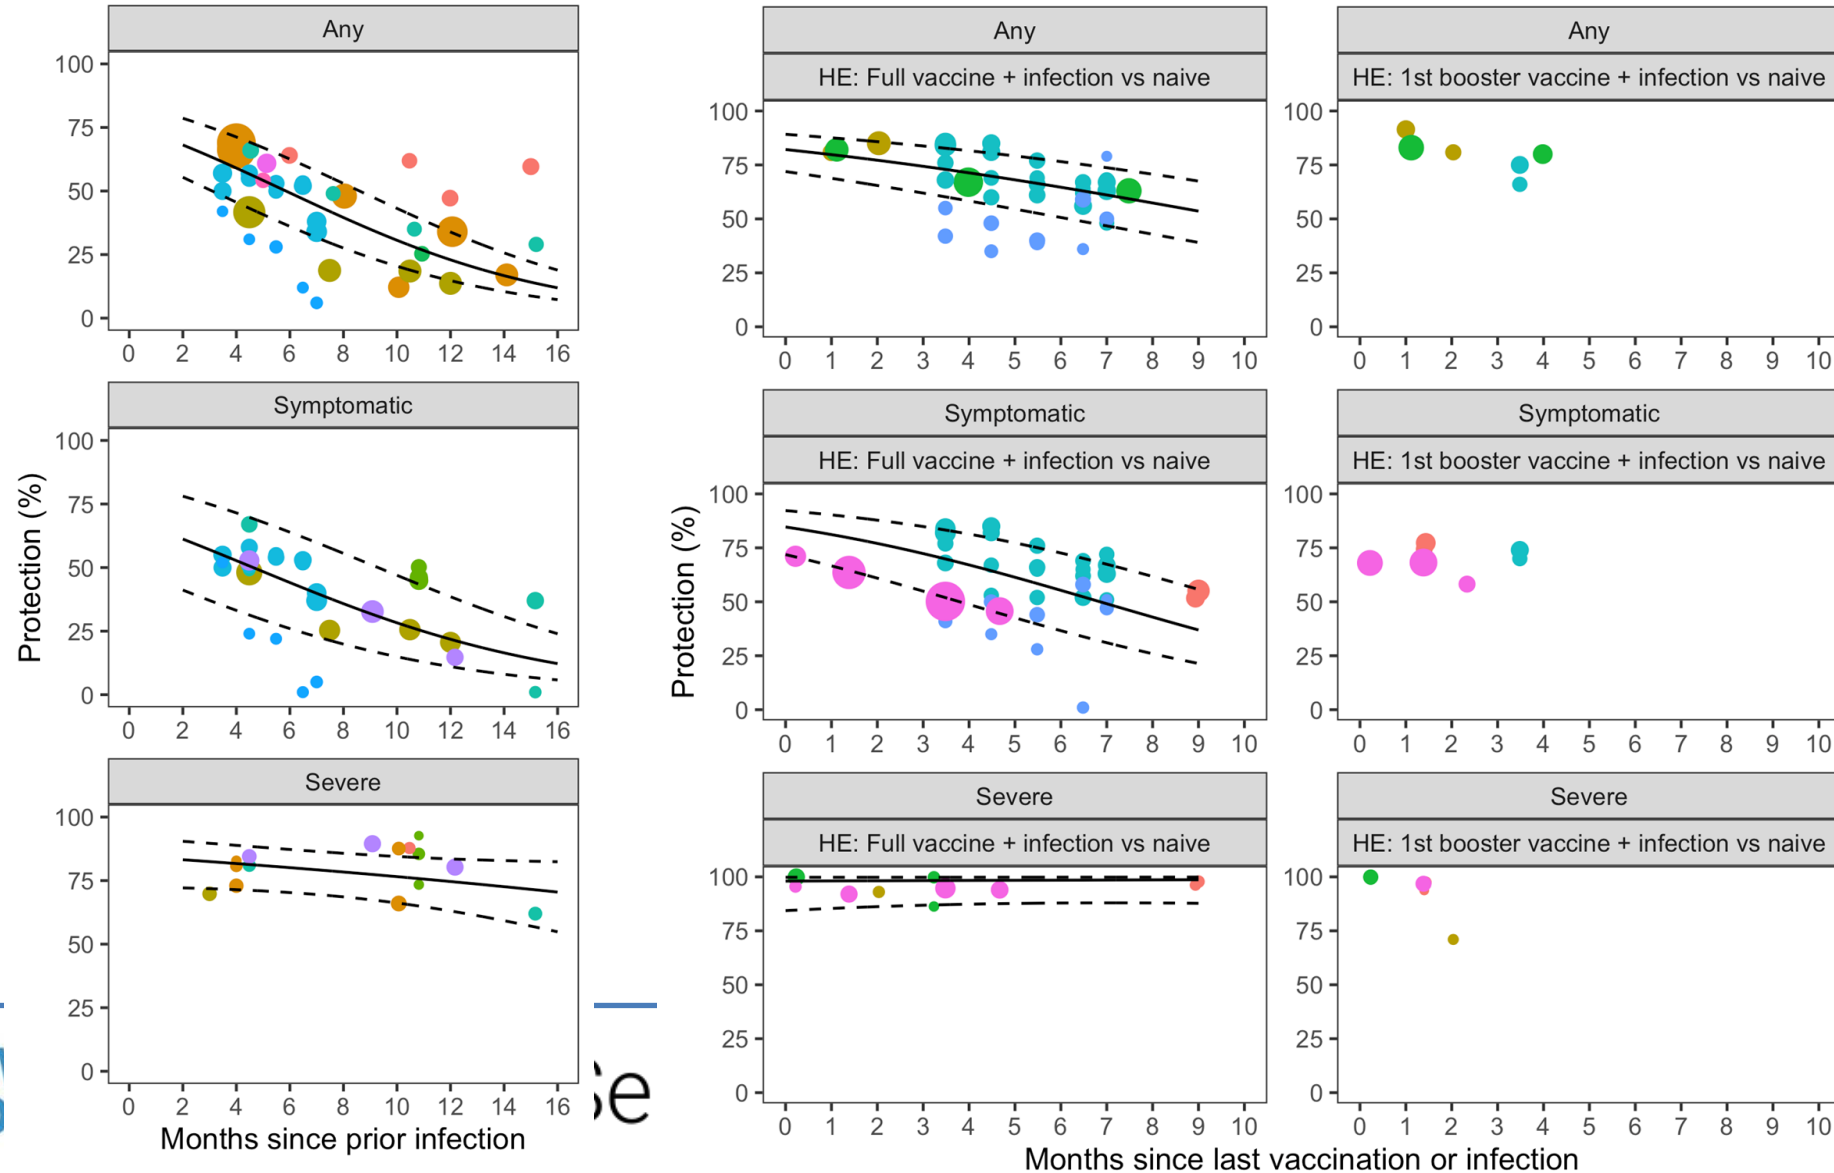 Any
100
75
50
25
0
0 2 4 6 8 10 12 14 16
Symptomatic
100
75
50
25
0
0 2 4 6 8 10 12 14 16
Severe
100
75
50
25
0
0 2 4 6 8 10 12 14 16
Protection (%)
Months since prior infection
Any
HE: Full vaccine + infection vs naive
100
75
50
25
0
0 1 2 3 4 5 6 7 8 9 10
Any
HE: 1st booster vaccine + infection vs naive
100
75
50
25
0
0 1 2 3 4 5 6 7 8 9 10
Symptomatic
HE: Full vaccine + infection vs naive
100
75
50
25
0
0 1 2 3 4 5 6 7 8 9 10
Symptomatic
HE: 1st booster vaccine + infection vs naive
100
75
50
25
0
0 1 2 3 4 5 6 7 8 9 10
Severe
HE: Full vaccine + infection vs naive
100
75
50
25
0
0 1 2 3 4 5 6 7 8 9 10
Severe
HE: 1st booster vaccine + infection vs naive
100
75
50
25
0
0 1 2 3 4 5 6 7 8 9 10
Protection (%)
Months since last vaccination or infection